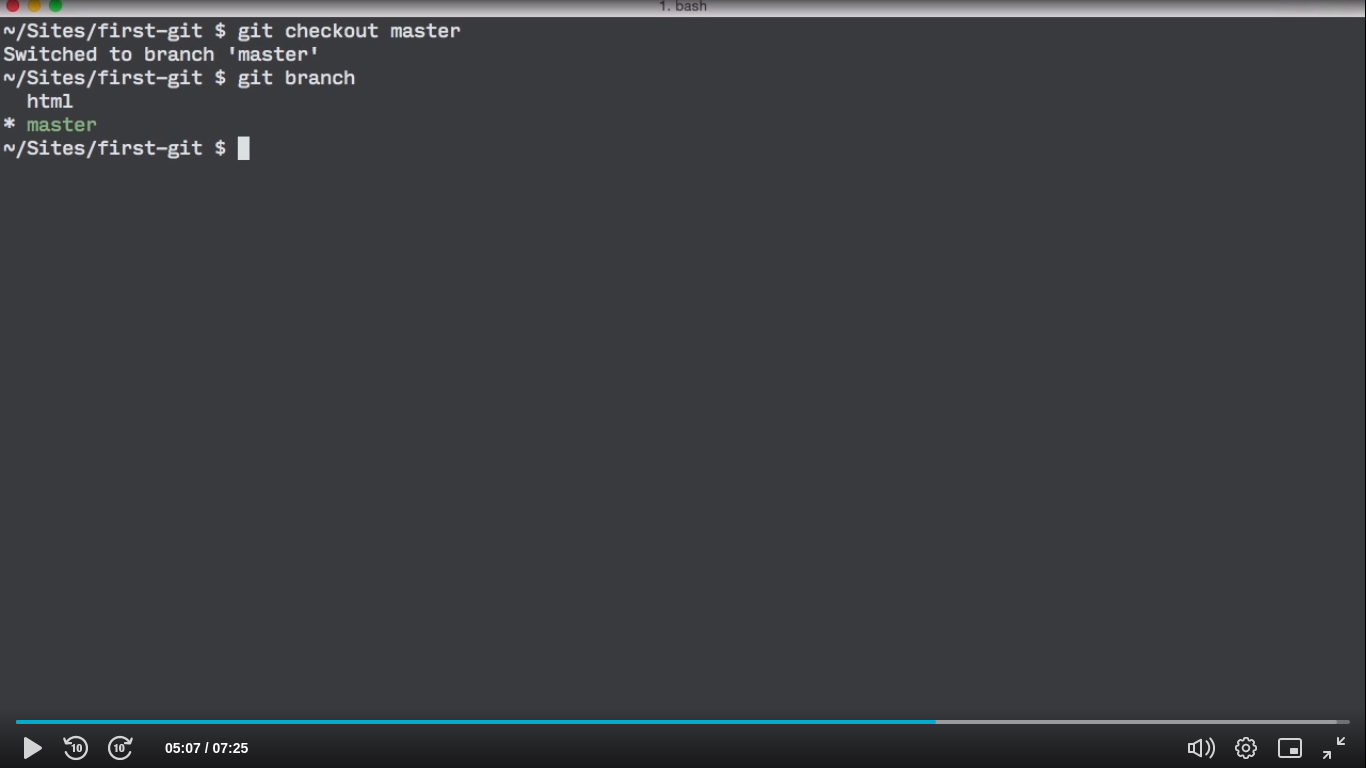 1. bash
~/Sites/first-git $ git checkout master
Switched to branch 'master'
~/Sites/first-git $ git branch
html
* master
~/Sites/first-git $
10
10
05:07 / 07:25